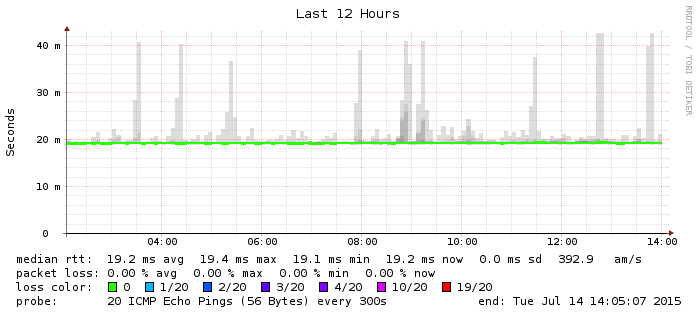 Last 12 Hours
RRDTOOL / TOBI OETIKER
Seconds
40 m
30 m
20 m
10 m
0
04:00 06:00 08:00 10:00 12:00 14:00
median rtt: 19.2 ms avg 19.4 ms max 19.1 ms min 19.2 ms now 0.0 ms sd 392.9 am/s
packet loss: 0.00 % avg 0.00 % max 0.00 % min 0.00 % now
loss color: 0 1/20 2/20 3/20 4/20 10/20 19/20
probe: 20 ICMP Echo Pings (56 Bytes) every 300s end: Tue Jul 14 14:05:07 2015